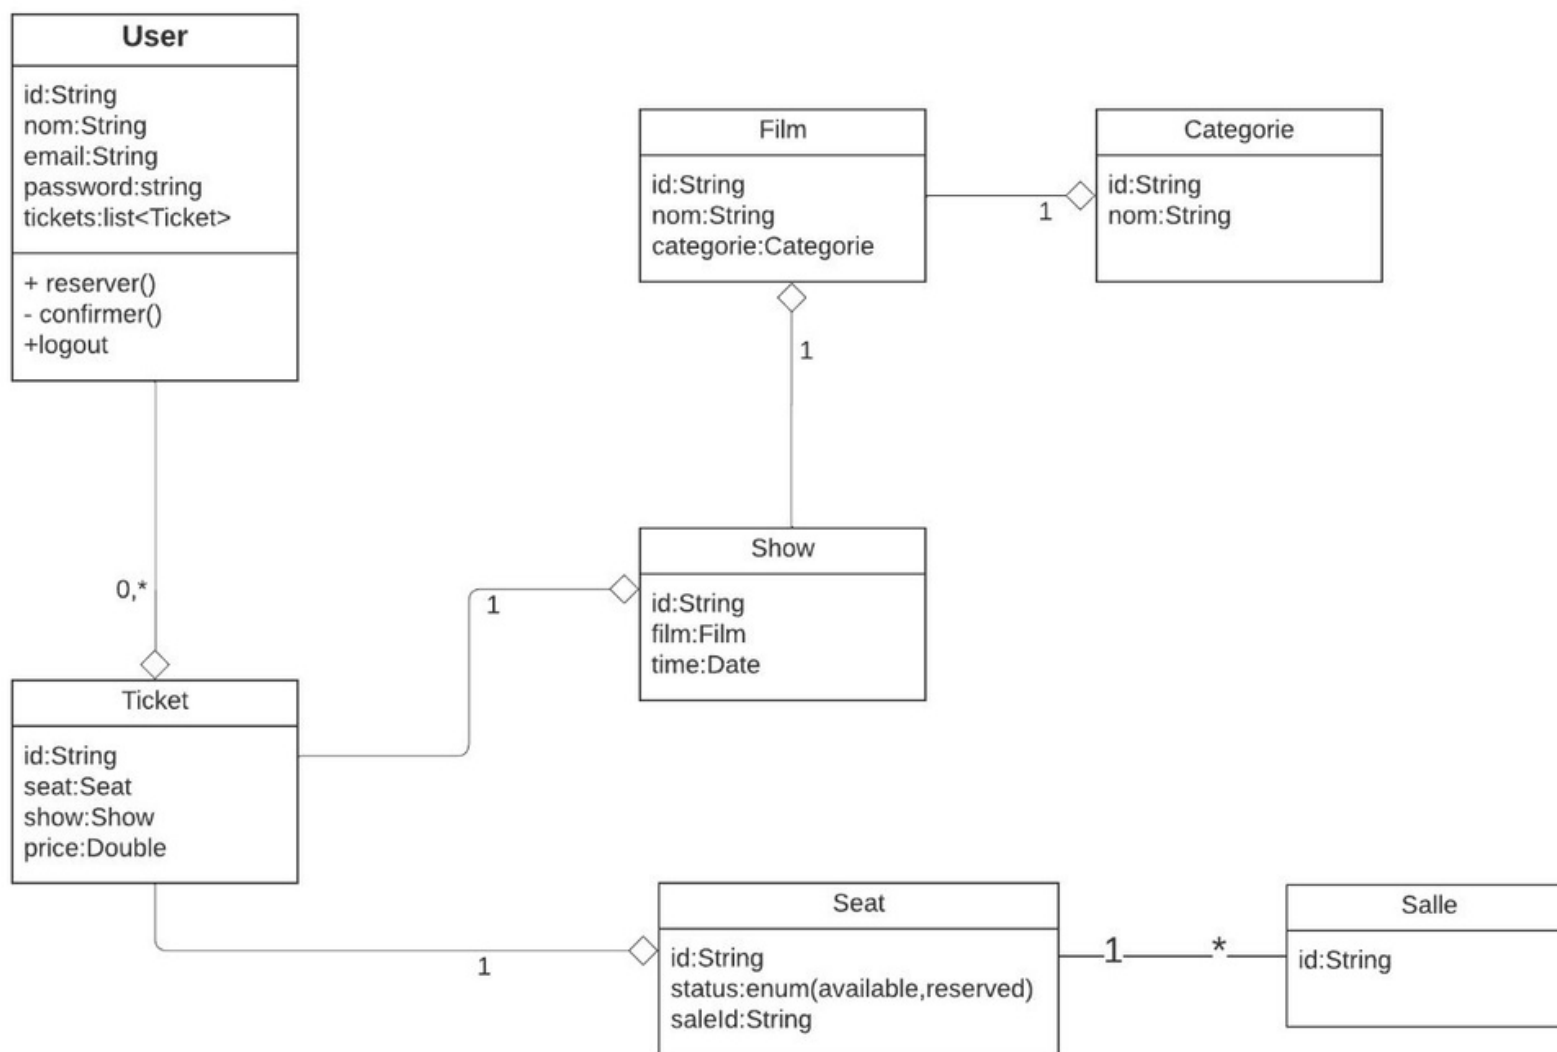 User
id:String
nom:String
email:String
password:string
tickets:list<Ticket>
+ reserver()
- confirmer()
+logout
Film
id:String
nom:String
categorie:Categorie
1
Categorie
id:String
nom:String
1
0,*
1
Show
id:String
film:Film
time:Date
Ticket
id:String
seat:Seat
show:Show
price:Double
1
Seat
id:String
status:enum(available,reserved)
saleId:String
1
*
Salle
id:String